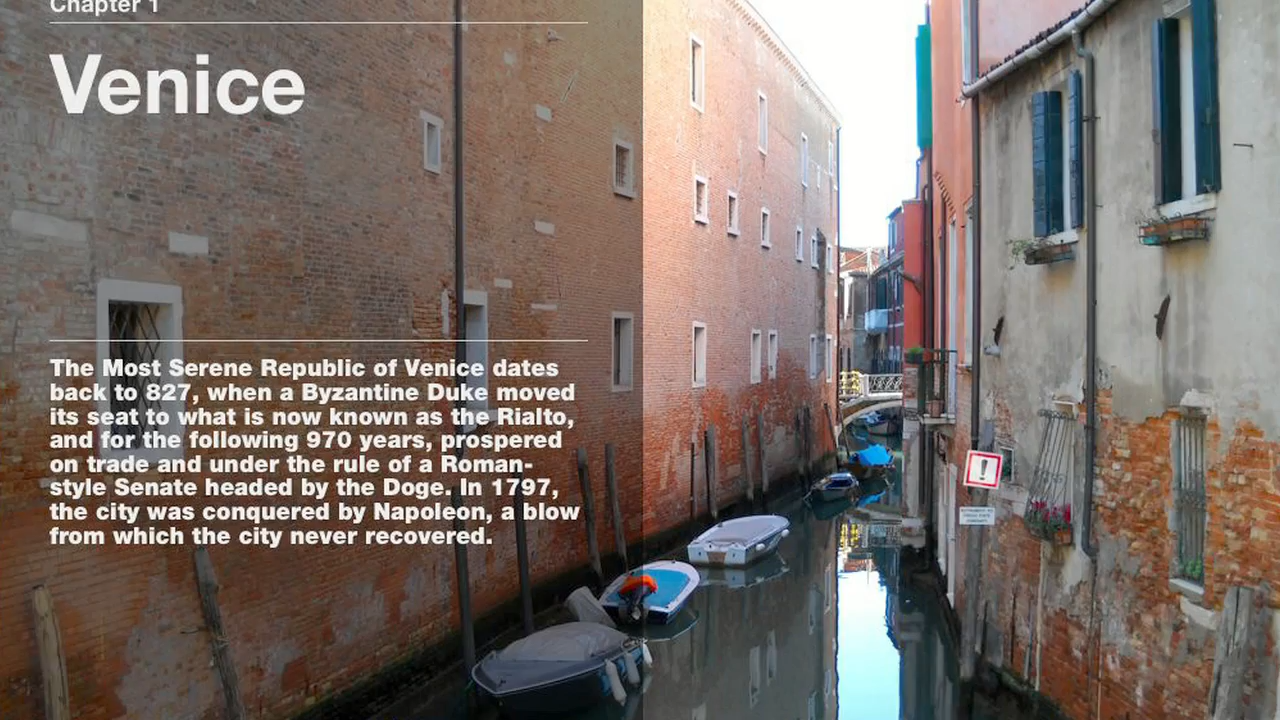 Chapter 1
Venice
The Most Serene Republic of Venice dates
back to 827, when a Byzantine Duke moved
its seat to what is now known as the Rialto,
and for the following 970 years, prospered
on trade and under the rule of a Roman-
style Senate headed by the Doge. In 1797,
the city was conquered by Napoleon, a blow
from which the city never recovered.
!